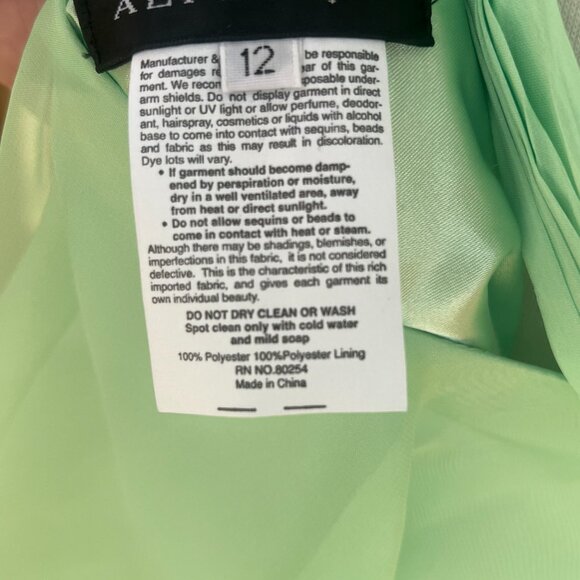 12
Manufacturer & be responsible
for damages of this gar-
ment. We posable under-
arm shields. Do not display garment in direct
sunlight or UV light or allow perfume, deodor-
ant, hairspray, cosmetics or liquids with alcohol
base to come into contact with sequins, beads
and fabric as this may result in discoloration.
Dye lots will vary.
• If garment should become damp-
ened by perspiration or moisture,
dry in a well ventilated area, away
from heat or direct sunlight.
• Do not allow sequins or beads to
come in contact with heat or steam.
Although there may be shadings, blemishes, or
imperfections in this fabric, it is not considered
defective. This is the characteristic of this rich
imported fabric, and gives each garment its
own individual beauty.
DO NOT DRY CLEAN OR WASH
Spot clean only with cold water
and mild soap
100% Polyester 100%Polyester Lining
RN NO.80254
Made in China